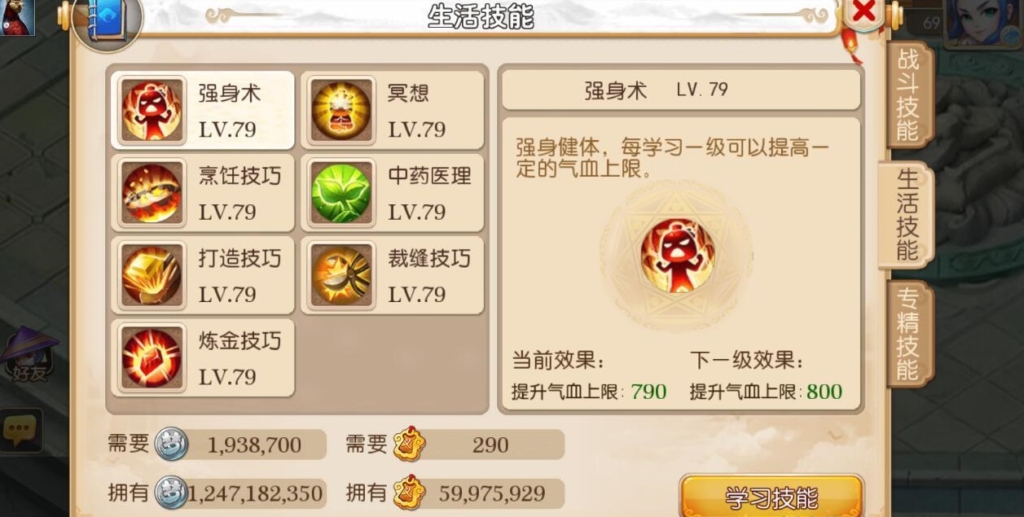 生活技能
69
强身术
LV.79
冥想
LV.79
烹饪技巧
LV.79
中药医理
LV.79
打造技巧
LV.79
裁缝技巧
LV.79
炼金技巧
LV.79
强身术 LV.79
强身健体，每学习一级可以提高一
定的气血上限。
当前效果：
下一级效果：
提升气血上限：790
提升气血上限：800
需要 1,938,700
需要 290
拥有 1,247,182,350
拥有 59,975,929
学习技能
战斗技能
生活技能
专精技能
好友